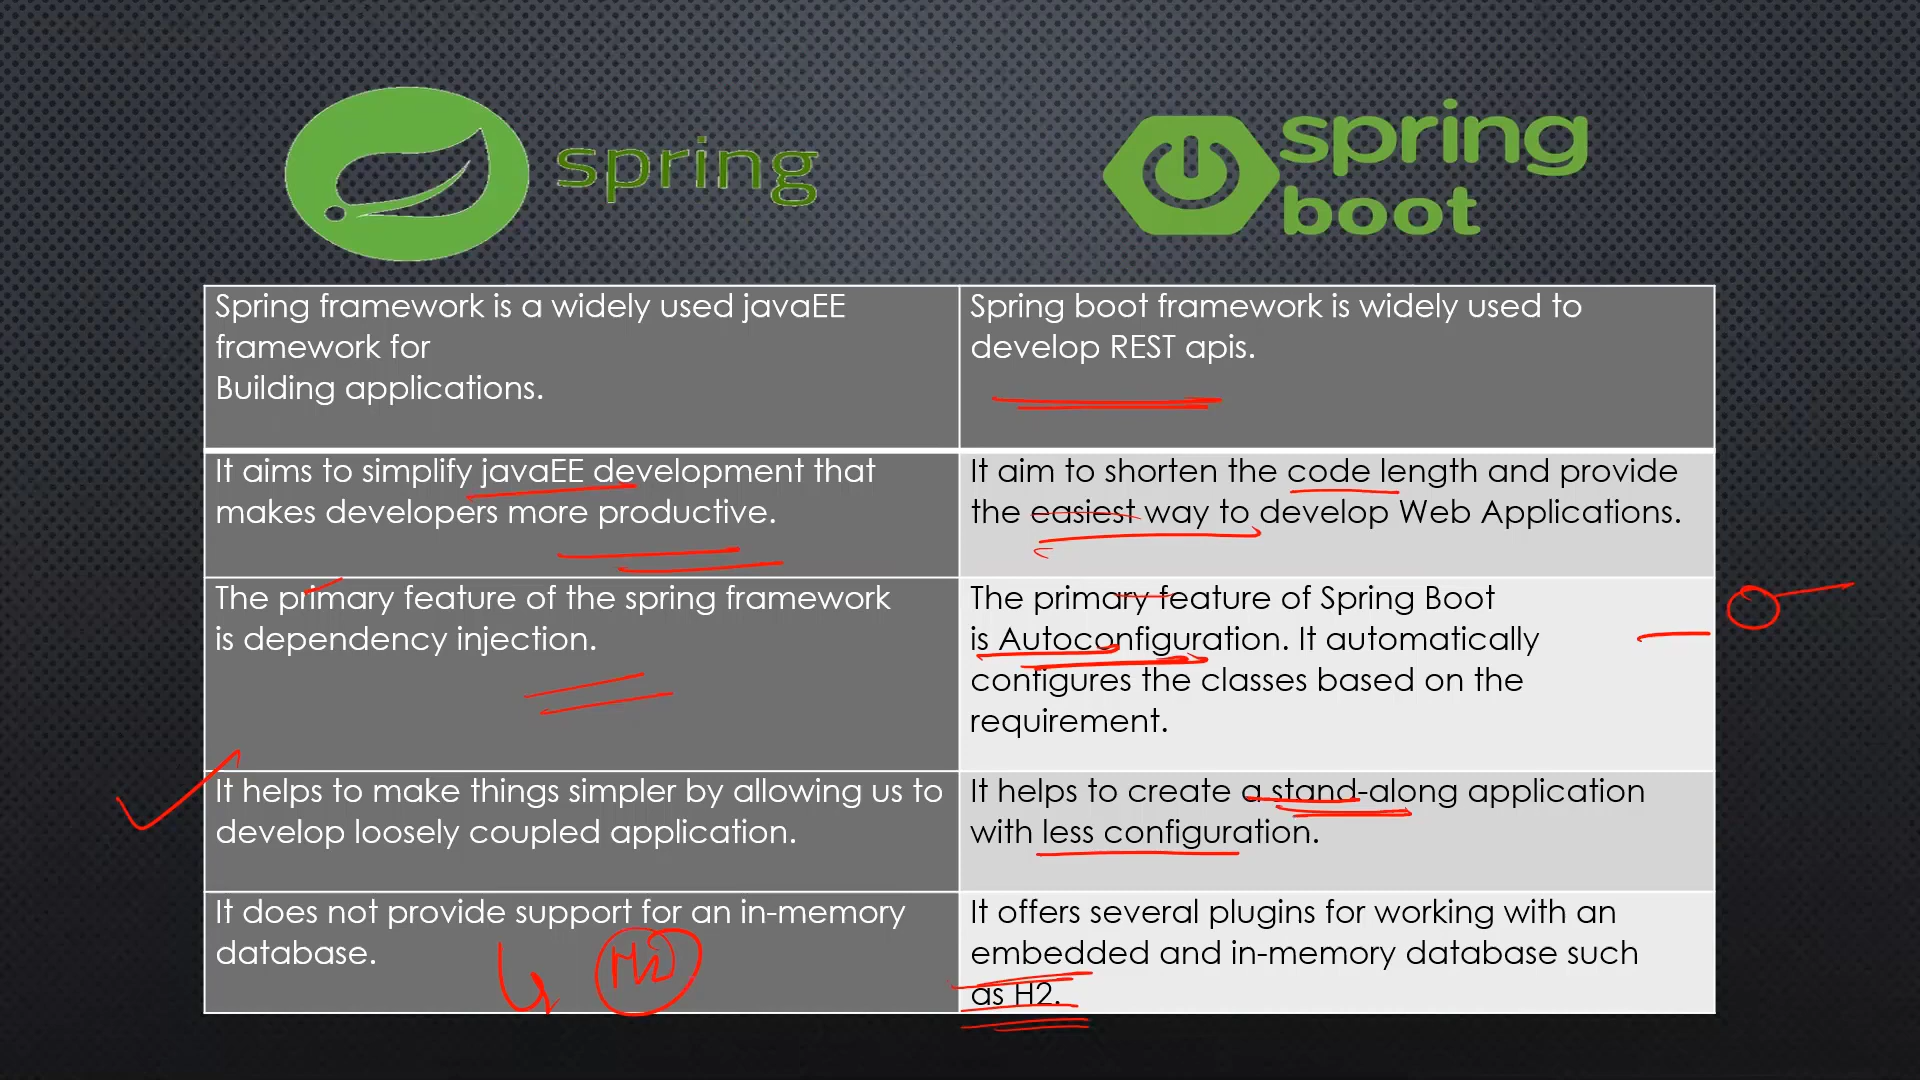 spring
spring
boot
Spring framework is a widely used javaEE
framework for
Building applications.
Spring boot framework is widely used to
develop REST apis.
It aims to simplify javaEE development that
makes developers more productive.
It aim to shorten the code length and provide
the easiest way to develop Web Applications.
The primary feature of the spring framework
is dependency injection.
The primary feature of Spring Boot
is Autoconfiguration. It automatically
configures the classes based on the
requirement.
It helps to make things simpler by allowing us to
develop loosely coupled application.
It helps to create a stand-along application
with less configuration.
It does not provide support for an in-memory
database.
It offers several plugins for working with an
embedded and in-memory database such
as H2.